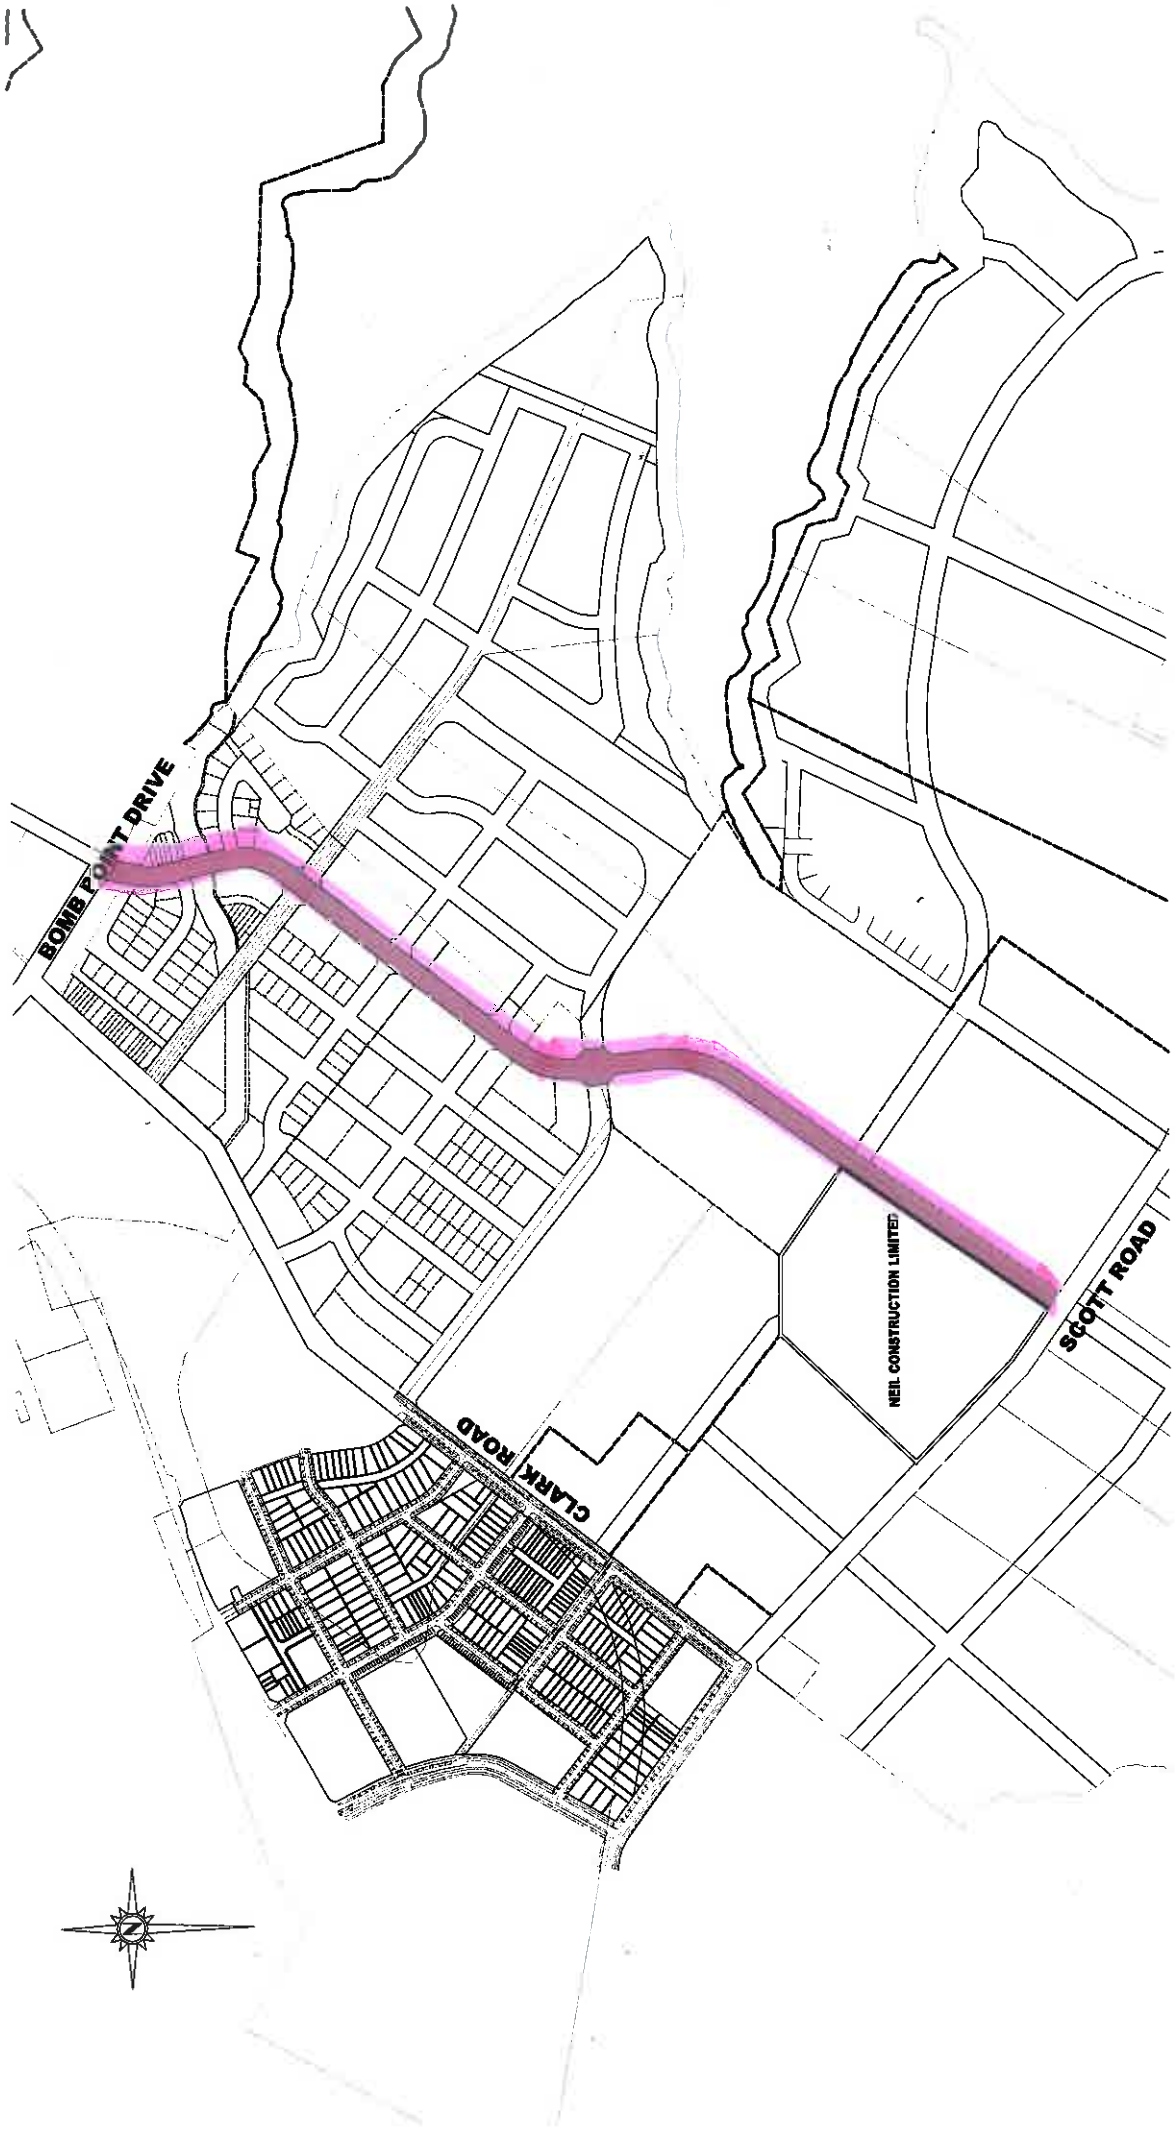 BOMB POINT DRIVE
NEIL CONSTRUCTION LIMITED
SCOTT ROAD
CLARK ROAD
N